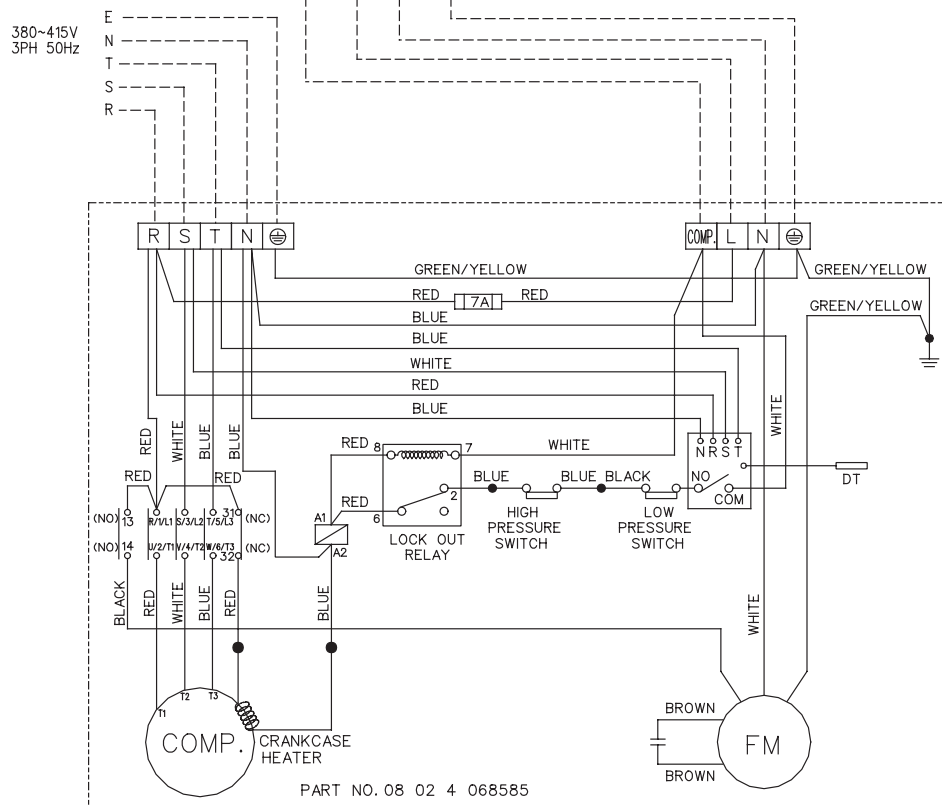 380~415V
3PH 50Hz
E
N
T
S
R
R S T N
COMP. L N
GREEN/YELLOW
GREEN/YELLOW
RED 7A RED
GREEN/YELLOW
BLUE
BLUE
WHITE
RED
BLUE
WHITE
RED
WHITE
BLUE
BLUE
RED
RED
RED 8
7 WHITE
N R S T
DT
BLUE
BLUE BLACK
NO
COM
RED
2
6
LOCK OUT
RELAY
HIGH
PRESSURE
SWITCH
LOW
PRESSURE
SWITCH
(NO) 13 R/1/L1 S/3/L2 T/5/L3 31 (NC)
(NO) 14 U/2/T1 V/4/T2 W/6/T3 32 (NC)
A1
A2
BLACK
RED
WHITE
BLUE
RED
BLUE
WHITE
T1
T2
T3
COMP.
CRANKCASE
HEATER
BROWN
FM
BROWN
PART NO. 08 02 4 068585